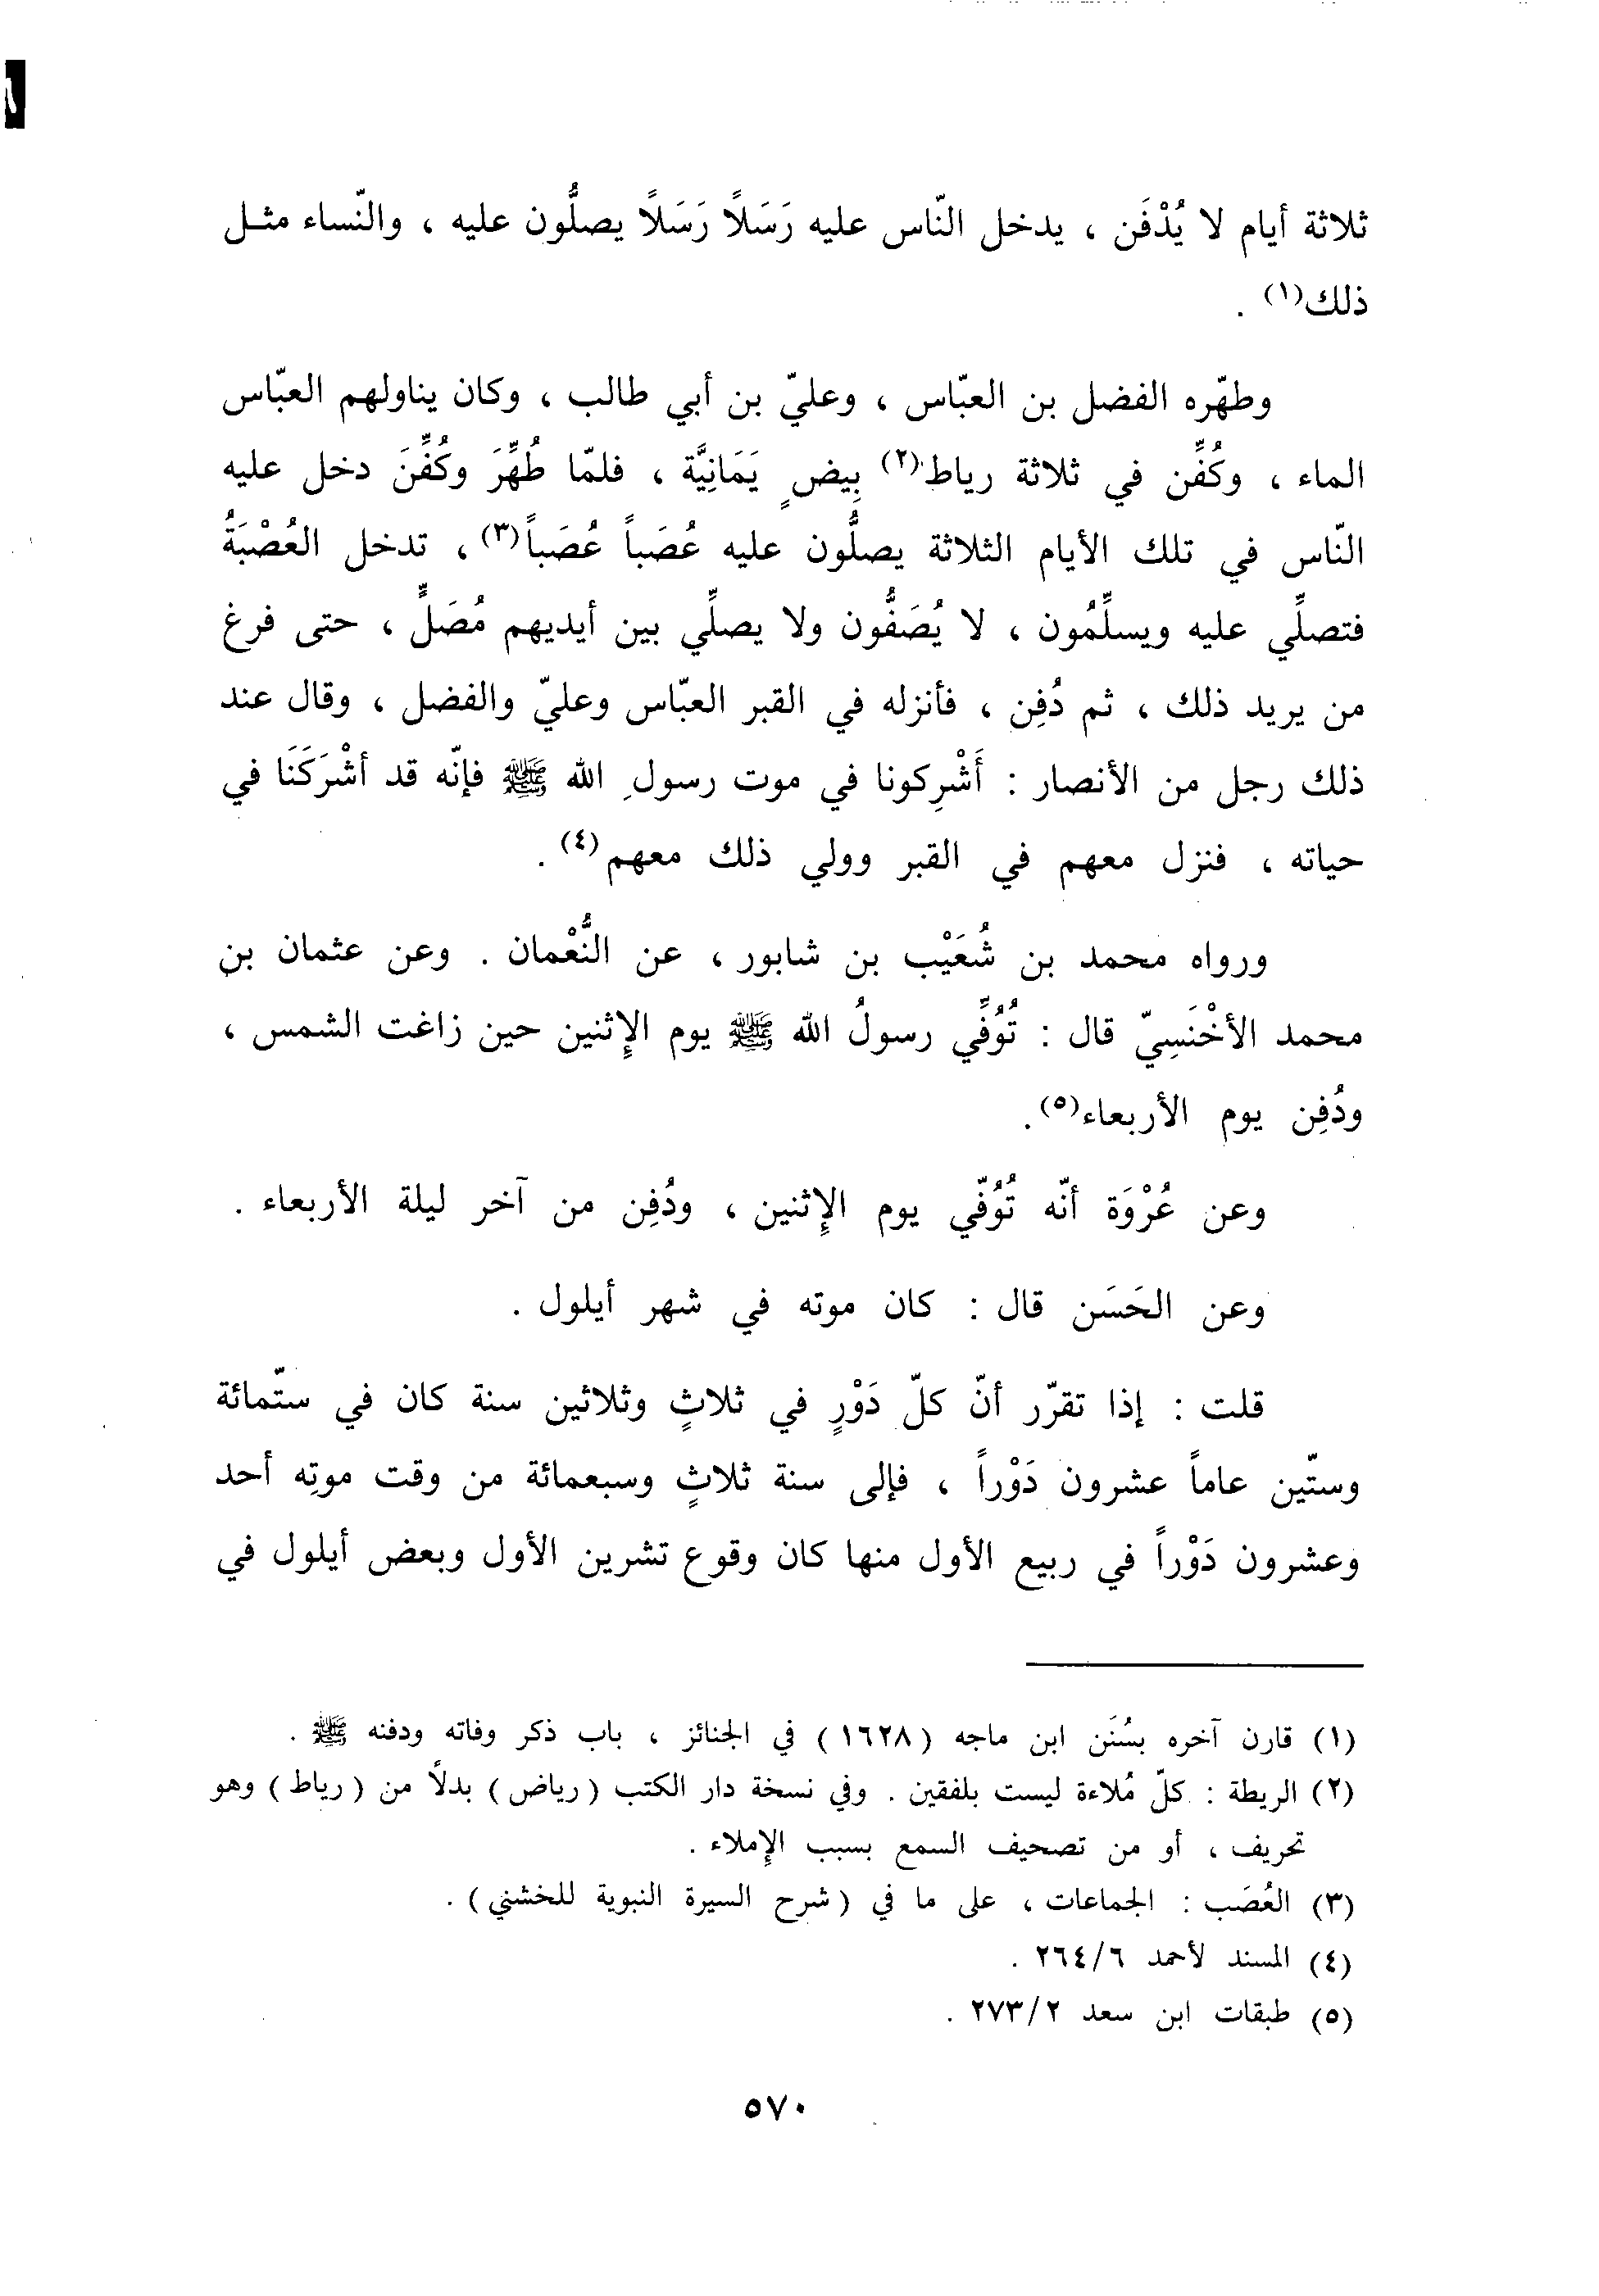 ثلاثة أيام لا يُدْفَن ، يدخل النّاس عليه رَسَلًا رَسَلًا يصلُّون عليه ، والنّساء مثل
ذلك(١) .
وطهّره الفضل بن العبّاس ، وعليّ بن أبي طالب ، وكان يناولهم العبّاس
الماء ، وكُفِّن في ثلاثة رياط(٢) بِيضٍ يَمَانِيَّة ، فلمّا طُهِّرَ وكُفِّنَ دخل عليه
النّاس في تلك الأيام الثلاثة يصلُّون عليه عُصَباً عُصَباً(٣) ، تدخل العُصْبَةُ
فتصلِّي عليه ويسلِّمُون ، لا يُصَفُّون ولا يصلِّي بين أيديهم مُصَلٍّ ، حتى فرغ
من يريد ذلك ، ثم دُفِن ، فأنزله في القبر العبّاس وعليّ والفضل ، وقال عند
ذلك رجل من الأنصار : أَشْرِكونا في موت رسولِ الله ﷺ فإنّه قد أشْرَكَنَا في
حياته ، فنزل معهم في القبر وولي ذلك معهم(٤) .
ورواه محمد بن شُعَيْب بن شابور ، عن النُّعْمان . وعن عثمان بن
محمد الأخْنَسِيّ قال : تُوُفِّي رسولُ الله ﷺ يوم الإثنين حين زاغت الشمس ،
ودُفِن يوم الأربعاء(٥) .
وعن عُرْوَة أنّه تُوُفّي يوم الإثنين ، ودُفِن من آخر ليلة الأربعاء .
وعن الحَسَن قال : كان موته في شهر أيلول .
قلت : إذا تقرّر أنّ كلّ دَوْرٍ في ثلاثٍ وثلاثين سنة كان في ستّمائة
وستّين عاماً عشرون دَوْراً ، فإلى سنة ثلاثٍ وسبعمائة من وقت موتِه أحد
وعشرون دَوْراً في ربيع الأول منها كان وقوع تشرين الأول وبعض أيلول في
(١) قارن آخره بسُنَن ابن ماجه (١٦٢٨) في الجنائز ، باب ذكر وفاته ودفنه ﷺ .
(٢) الريطة : كلّ مُلاءة ليست بلفقين . وفي نسخة دار الكتب (رياض) بدلاً من (رياط) وهو
تحريف ، أو من تصحيف السمع بسبب الإملاء .
(٣) العُصَب : الجماعات ، على ما في (شرح السيرة النبوية للخشني) .
(٤) المسند لأحمد ٢٦٤/٦ .
(٥) طبقات ابن سعد ٢٧٣/٢ .
٥٧٠